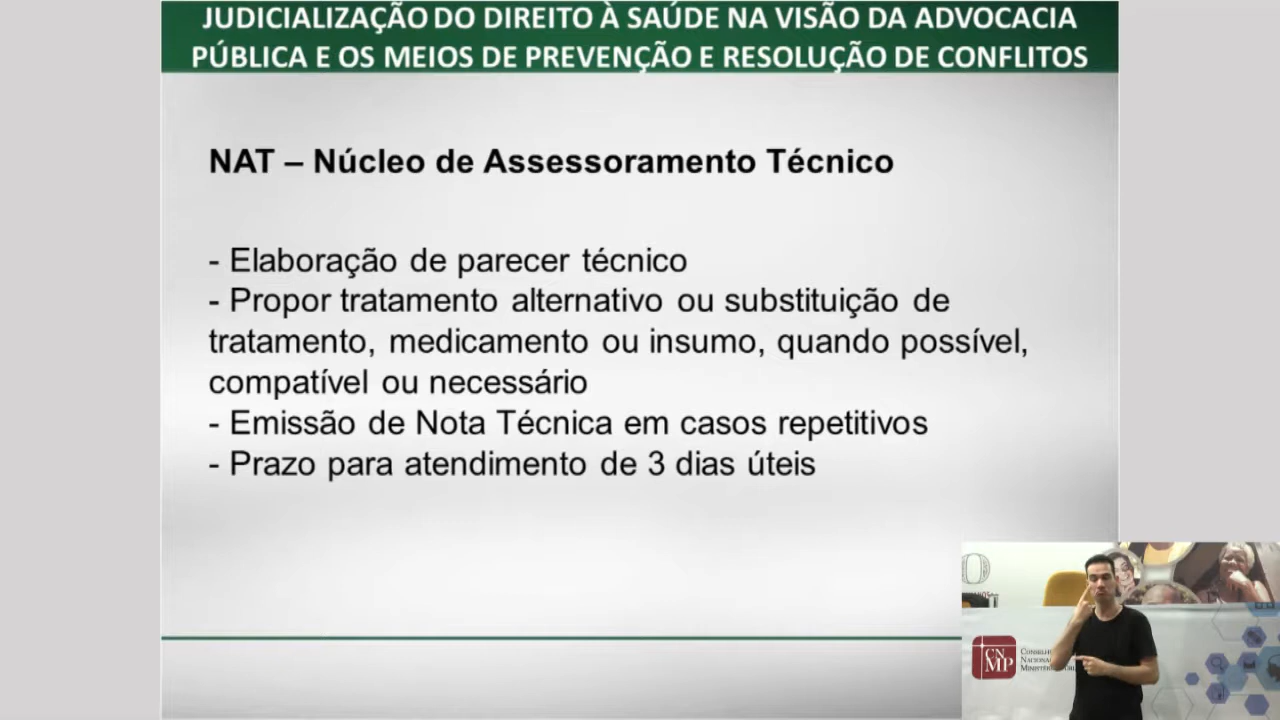 JUDICIALIZAÇÃO DO DIREITO À SAÚDE NA VISÃO DA ADVOCACIA
PÚBLICA E OS MEIOS DE PREVENÇÃO E RESOLUÇÃO DE CONFLITOS
NAT – Núcleo de Assessoramento Técnico
- Elaboração de parecer técnico
- Propor tratamento alternativo ou substituição de
tratamento, medicamento ou insumo, quando possível,
compatível ou necessário
- Emissão de Nota Técnica em casos repetitivos
- Prazo para atendimento de 3 dias úteis
CN
MP